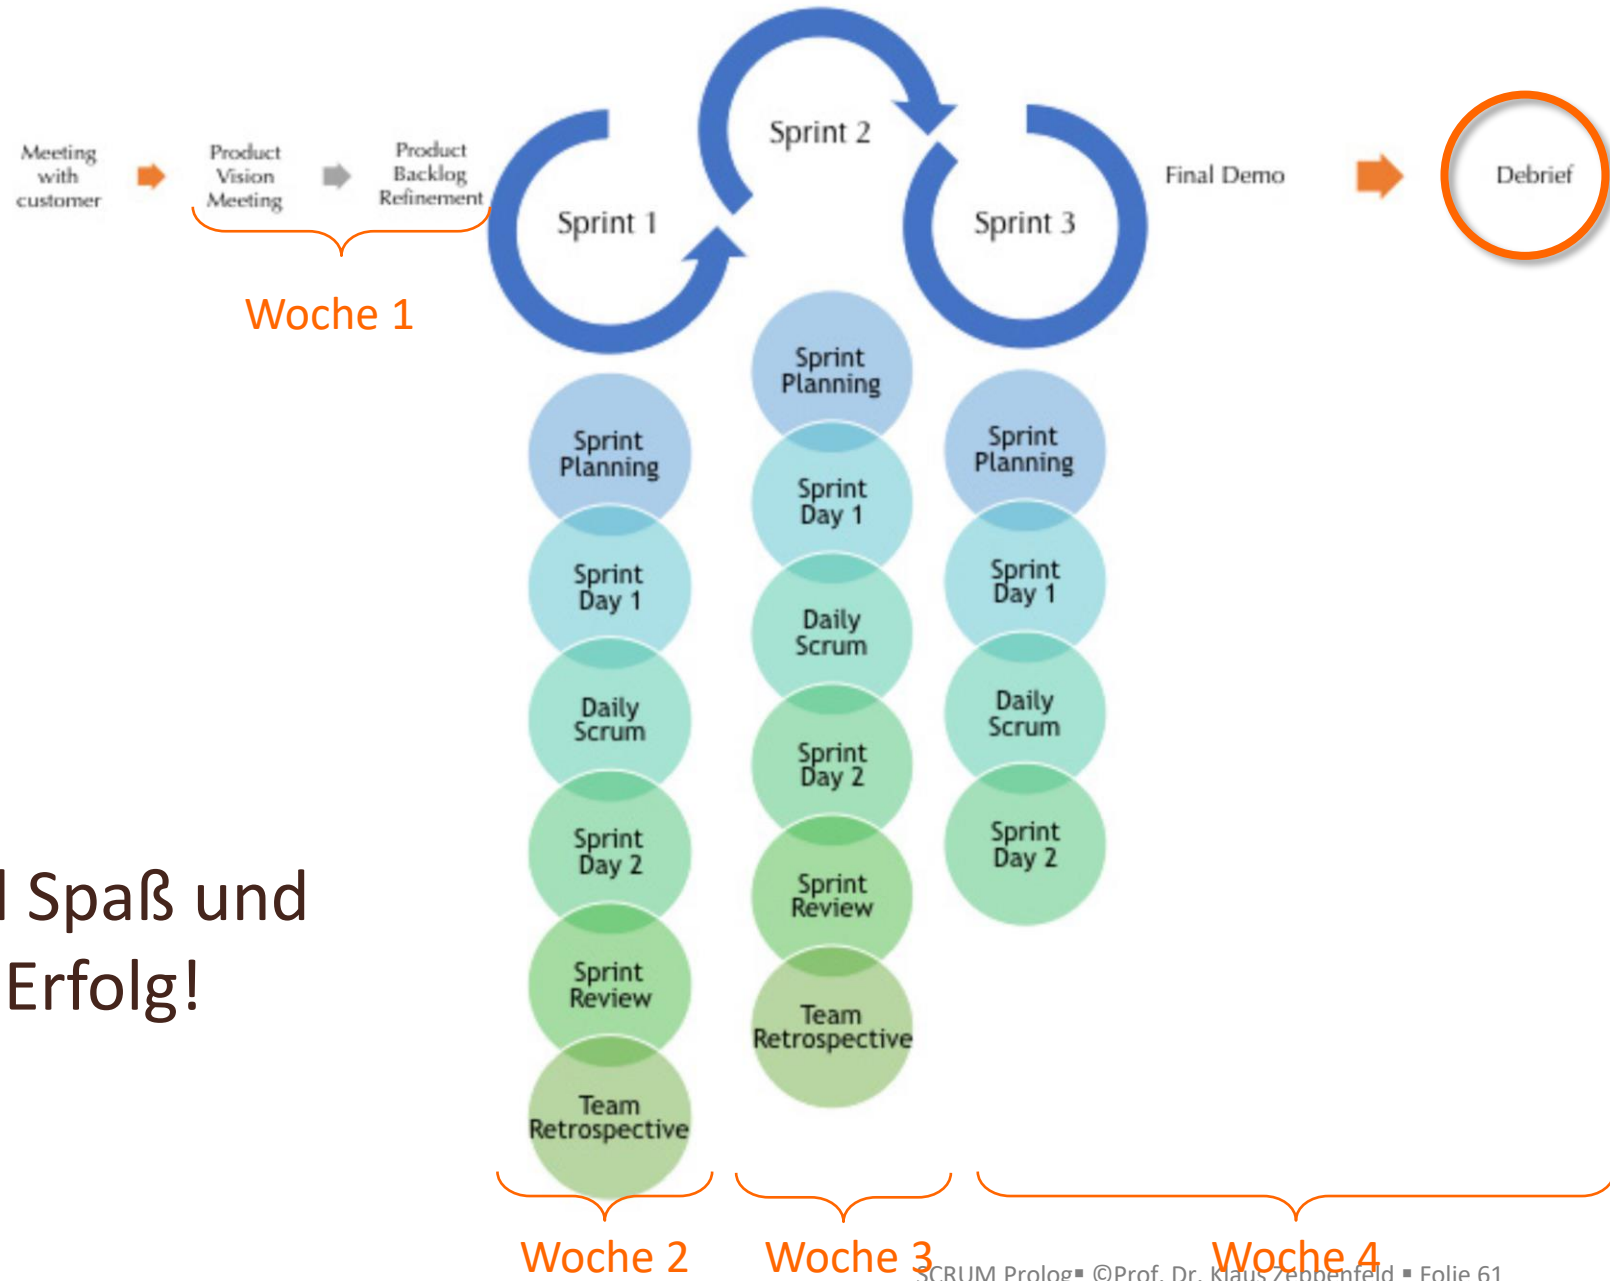 Meeting
with
customer
Product
Vision
Meeting
Product
Backlog
Refinement
Woche 1
Sprint 1
Sprint 2
Sprint 3
Final Demo
Debrief
Sprint
Planning
Sprint
Day 1
Daily
Scrum
Sprint
Day 2
Sprint
Review
Team
Retrospective
Sprint
Planning
Sprint
Day 1
Daily
Scrum
Sprint
Day 2
Sprint
Review
Team
Retrospective
Sprint
Planning
Sprint
Day 1
Daily
Scrum
Sprint
Day 2
Spaß und
Erfolg!
Woche 2
Woche 3
Woche 4
SCRUM Prolog▪ ©Prof. Dr. Klaus Zeppenfeld ▪ Folie 61